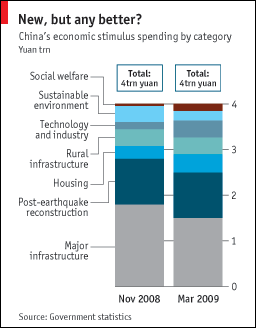 New, but any better?
China's economic stimulus spending by category
Yuan trn
Total:
4trn yuan
Total:
4trn yuan
Social welfare
Sustainable
environment
Technology
and industry
Rural
infrastructure
Housing
Post-earthquake
reconstruction
Major
infrastructure
4
3
2
1
0
Nov 2008
Mar 2009
Source: Government statistics